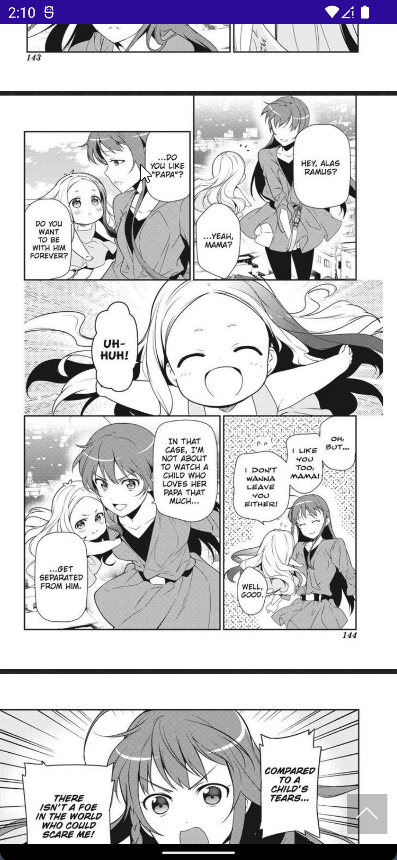 2:10
143
HEY, ALAS
RAMUS?
...YEAH,
MAMA?
...DO
YOU LIKE
"PAPA"?
DO YOU
WANT
TO BE
WITH HIM
FOREVER?
UH-
HUH!
OH,
BUT...
I LIKE
YOU
TOO,
MAMA!
I DON'T
WANNA
LEAVE
YOU
EITHER!
WELL,
GOOD.
IN THAT
CASE, I'M
NOT ABOUT
TO WATCH A
CHILD WHO
LOVES HER
PAPA THAT
MUCH...
...GET
SEPARATED
FROM HIM.
144
COMPARED
TO A
CHILD'S
TEARS...
THERE
ISN'T A FOE
IN THE WORLD
WHO COULD
SCARE ME!